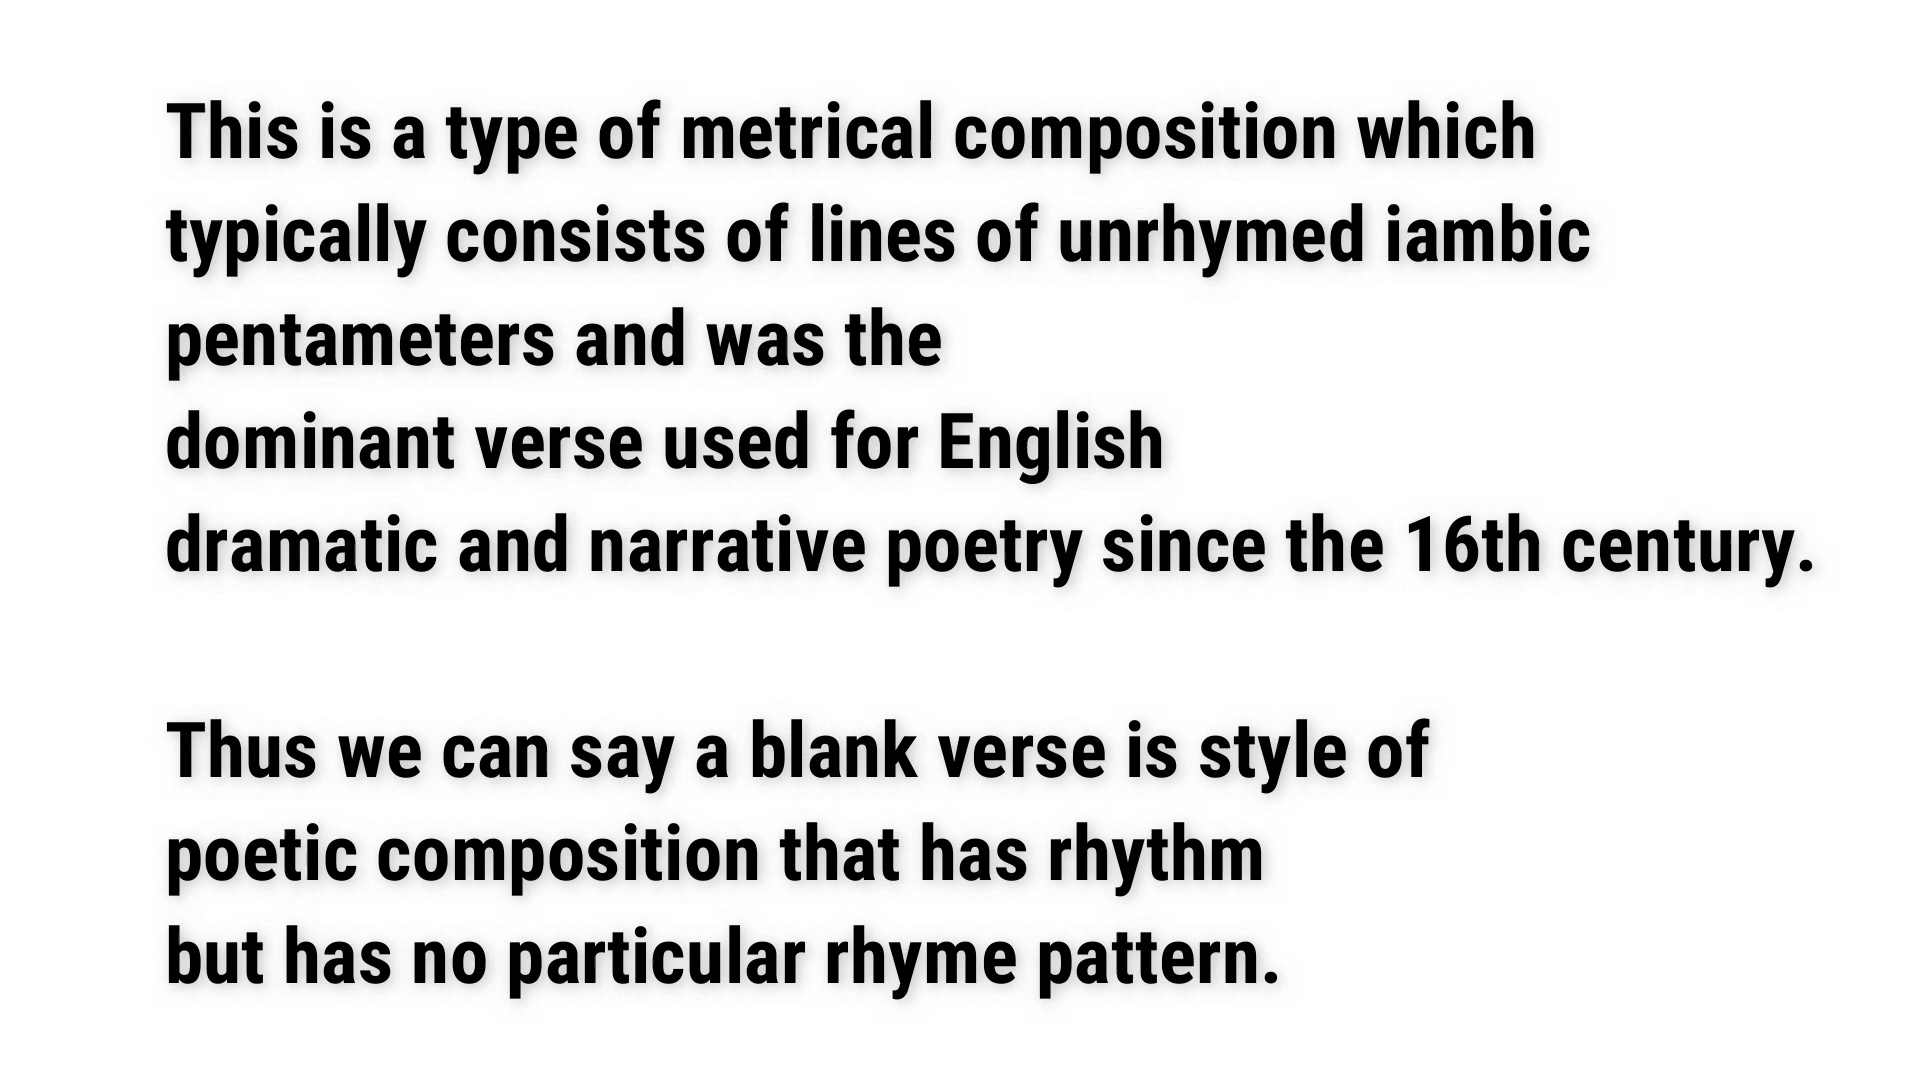 This is a type of metrical composition which
typically consists of lines of unrhymed iambic
pentameters and was the
dominant verse used for English
dramatic and narrative poetry since the 16th century.
Thus we can say a blank verse is style of
poetic composition that has rhythm
but has no particular rhyme pattern.